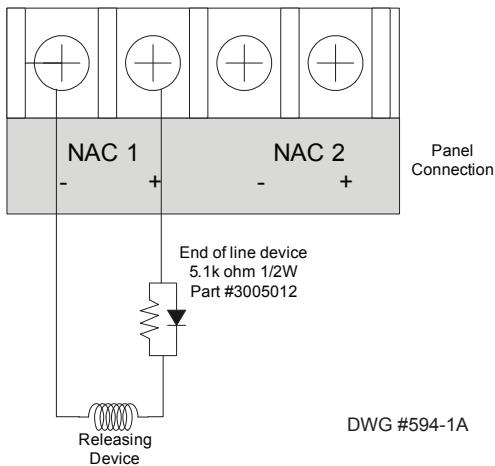 NAC 1
NAC 2
- + - +
Panel
Connection
End of line device
5.1k ohm 1/2W
Part #3005012
Releasing
Device
DWG #594-1A